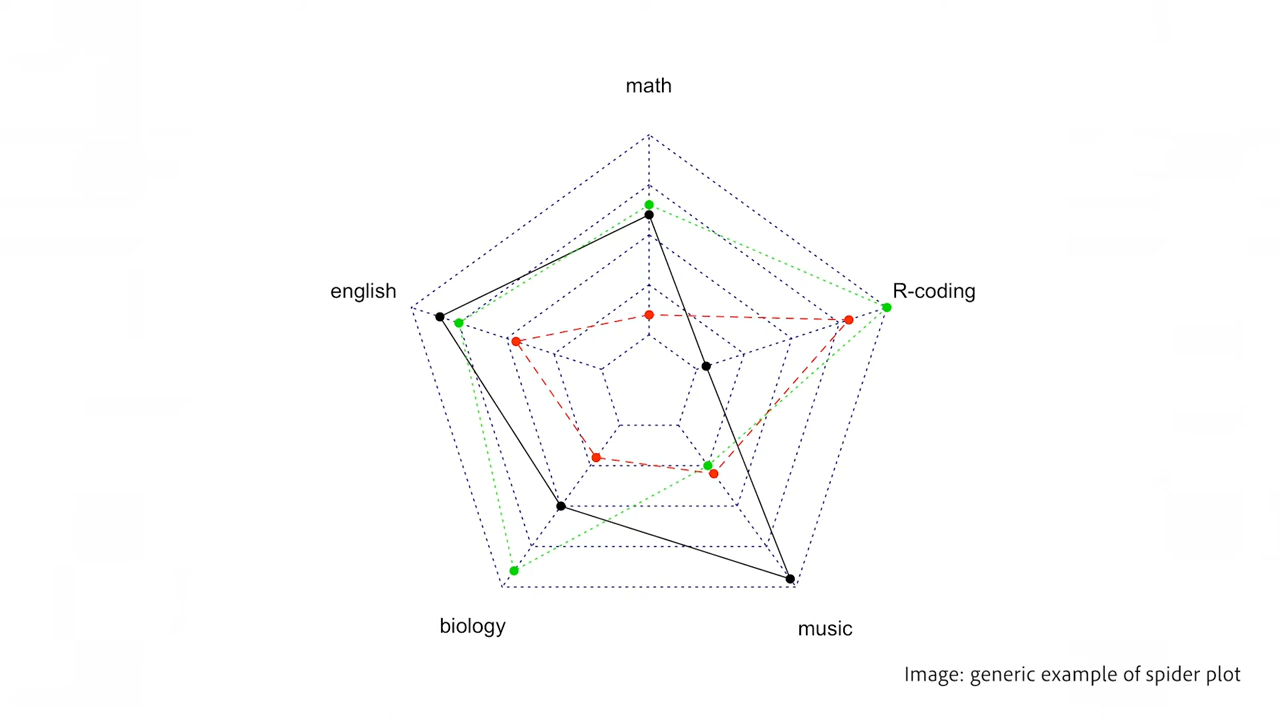 math
english
R-coding
biology
music
Image: generic example of spider plot